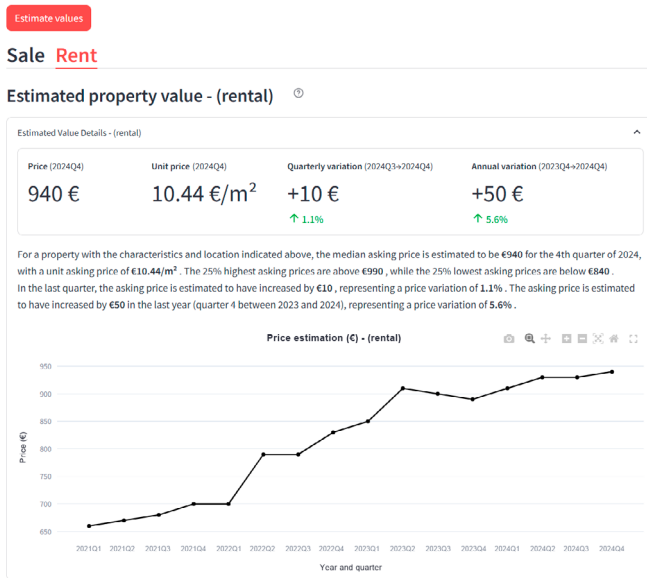 Estimate values
Sale Rent
Estimated property value - (rental)
Estimated Value Details - (rental)
Price (2024Q4) Unit price (2024Q4) Quarterly variation (2024Q3→2024Q4) Annual variation (2023Q4→2024Q4)
940 € 10.44 €/m² +10 € +50 €
↑ 1.1% ↑ 5.6%
For a property with the characteristics and location indicated above, the median asking price is estimated to be €940 for the 4th quarter of 2024,
with a unit asking price of €10.44/m² . The 25% highest asking prices are above €990 , while the 25% lowest asking prices are below €840 .
In the last quarter, the asking price is estimated to have increased by €10 , representing a price variation of 1.1% . The asking price is estimated
to have increased by €50 in the last year (quarter 4 between 2023 and 2024), representing a price variation of 5.6% .
Price estimation (€) - (rental)
950
900
850
800
750
700
650
Price (€)
2021Q1 2021Q2 2021Q3 2021Q4 2022Q1 2022Q2 2022Q3 2022Q4 2023Q1 2023Q2 2023Q3 2023Q4 2024Q1 2024Q2 2024Q3 2024Q4
Year and quarter